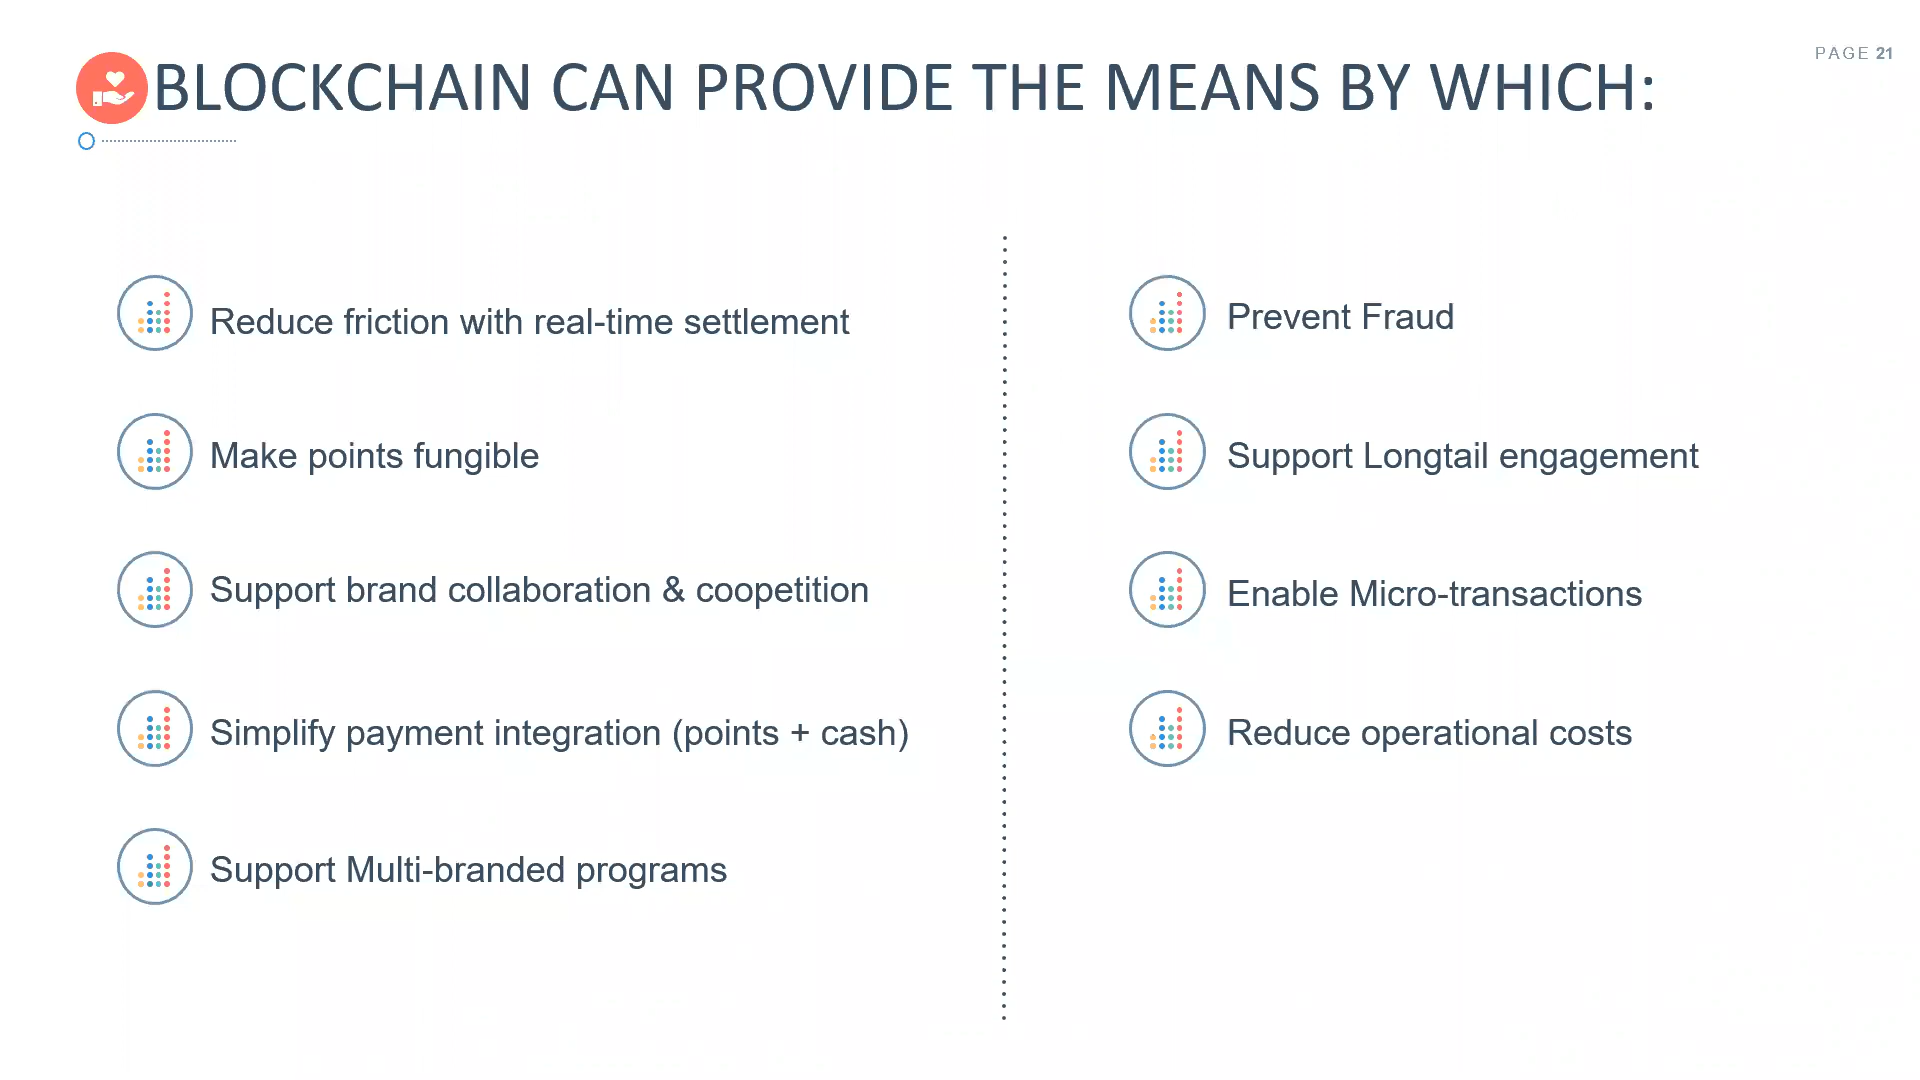 PAGE 21
BLOCKCHAIN CAN PROVIDE THE MEANS BY WHICH:
Reduce friction with real-time settlement
Make points fungible
Support brand collaboration & coopetition
Simplify payment integration (points + cash)
Support Multi-branded programs
Prevent Fraud
Support Longtail engagement
Enable Micro-transactions
Reduce operational costs